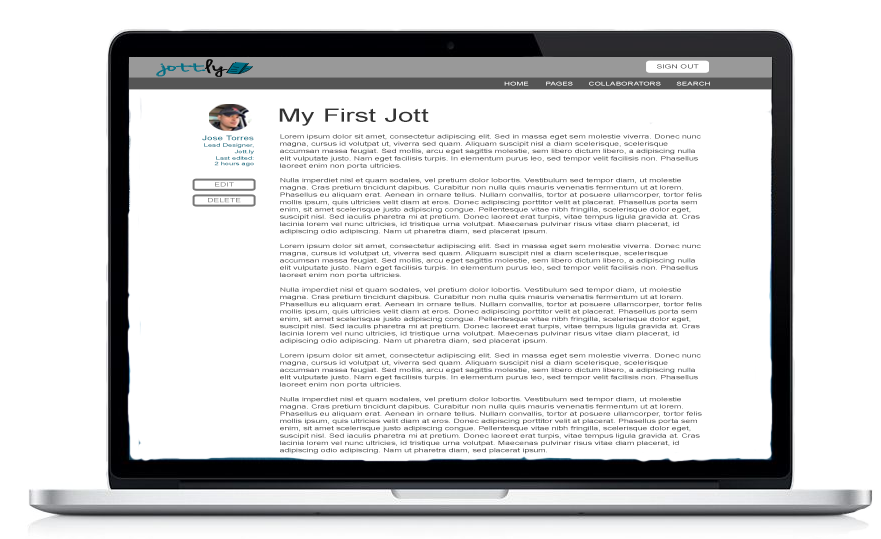 jottly
SIGN OUT
HOME PAGES COLLABORATORS SEARCH
Jose Torres
Lead Designer,
Jott.ly
Last edited:
2 hours ago
EDIT
DELETE
My First Jott
Lorem ipsum dolor sit amet, consectetur adipiscing elit. Sed in massa eget sem molestie viverra. Donec nunc
magna, cursus id volutpat ut, viverra sed quam. Aliquam suscipit nisl a diam scelerisque, scelerisque
accumsan massa feugiat. Sed mollis, arcu eget sagittis molestie, sem libero dictum libero, a adipiscing nulla
elit vulputate justo. Nam eget facilisis turpis. In elementum purus leo, sed tempor velit facilisis non. Phasellus
laoreet enim non porta ultricies.
Nulla imperdiet nisl et quam sodales, vel pretium dolor lobortis. Vestibulum sed tempor diam, ut molestie
magna. Cras pretium tincidunt dapibus. Curabitur non nulla quis mauris venenatis fermentum ut at lorem.
Phasellus eu aliquam erat. Aenean in ornare tellus. Nullam convallis, tortor at posuere ullamcorper, tortor felis
mollis ipsum, quis ultricies velit diam at eros. Donec adipiscing porttitor velit at placerat. Phasellus porta sem
enim, sit amet scelerisque justo adipiscing congue. Pellentesque vitae nibh fringilla, scelerisque dolor eget,
suscipit nisl. Sed iaculis pharetra mi at pretium. Donec laoreet erat turpis, vitae tempus ligula gravida at. Cras
lacinia lorem vel nunc ultricies, id tristique urna volutpat. Maecenas pulvinar risus vitae diam placerat, id
adipiscing odio adipiscing. Nam ut pharetra diam, sed placerat ipsum.
Lorem ipsum dolor sit amet, consectetur adipiscing elit. Sed in massa eget sem molestie viverra. Donec nunc
magna, cursus id volutpat ut, viverra sed quam. Aliquam suscipit nisl a diam scelerisque, scelerisque
accumsan massa feugiat. Sed mollis, arcu eget sagittis molestie, sem libero dictum libero, a adipiscing nulla
elit vulputate justo. Nam eget facilisis turpis. In elementum purus leo, sed tempor velit facilisis non. Phasellus
laoreet enim non porta ultricies.
Nulla imperdiet nisl et quam sodales, vel pretium dolor lobortis. Vestibulum sed tempor diam, ut molestie
magna. Cras pretium tincidunt dapibus. Curabitur non nulla quis mauris venenatis fermentum ut at lorem.
Phasellus eu aliquam erat. Aenean in ornare tellus. Nullam convallis, tortor at posuere ullamcorper, tortor felis
mollis ipsum, quis ultricies velit diam at eros. Donec adipiscing porttitor velit at placerat. Phasellus porta sem
enim, sit amet scelerisque justo adipiscing congue. Pellentesque vitae nibh fringilla, scelerisque dolor eget,
suscipit nisl. Sed iaculis pharetra mi at pretium. Donec laoreet erat turpis, vitae tempus ligula gravida at. Cras
lacinia lorem vel nunc ultricies, id tristique urna volutpat. Maecenas pulvinar risus vitae diam placerat, id
adipiscing odio adipiscing. Nam ut pharetra diam, sed placerat ipsum.
Lorem ipsum dolor sit amet, consectetur adipiscing elit. Sed in massa eget sem molestie viverra. Donec nunc
magna, cursus id volutpat ut, viverra sed quam. Aliquam suscipit nisl a diam scelerisque, scelerisque
accumsan massa feugiat. Sed mollis, arcu eget sagittis molestie, sem libero dictum libero, a adipiscing nulla
elit vulputate justo. Nam eget facilisis turpis. In elementum purus leo, sed tempor velit facilisis non. Phasellus
laoreet enim non porta ultricies.
Nulla imperdiet nisl et quam sodales, vel pretium dolor lobortis. Vestibulum sed tempor diam, ut molestie
magna. Cras pretium tincidunt dapibus. Curabitur non nulla quis mauris venenatis fermentum ut at lorem.
Phasellus eu aliquam erat. Aenean in ornare tellus. Nullam convallis, tortor at posuere ullamcorper, tortor felis
mollis ipsum, quis ultricies velit diam at eros. Donec adipiscing porttitor velit at placerat. Phasellus porta sem
enim, sit amet scelerisque justo adipiscing congue. Pellentesque vitae nibh fringilla, scelerisque dolor eget,
suscipit nisl. Sed iaculis pharetra mi at pretium. Donec laoreet erat turpis, vitae tempus ligula gravida at. Cras
lacinia lorem vel nunc ultricies, id tristique urna volutpat. Maecenas pulvinar risus vitae diam placerat, id
adipiscing odio adipiscing. Nam ut pharetra diam, sed placerat ipsum.